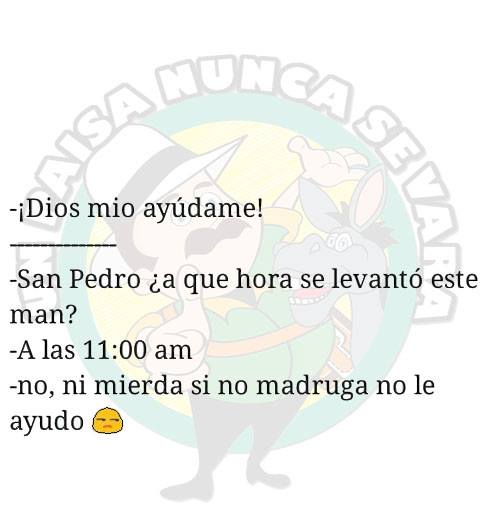 UN PAISA NUNCA SE VARA
-¡Dios mio ayúdame!
--------------
-San Pedro ¿a que hora se levantó este
man?
-A las 11:00 am
-no, ni mierda si no madruga no le
ayudo 😒